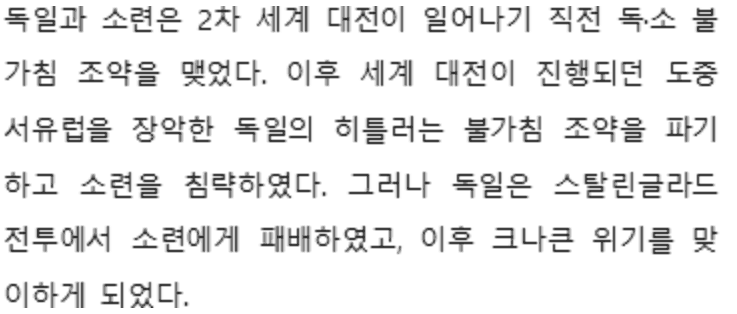 독일과 소련은 2차 세계 대전이 일어나기 직전 독·소 불
가침 조약을 맺었다. 이후 세계 대전이 진행되던 도중
서유럽을 장악한 독일의 히틀러는 불가침 조약을 파기
하고 소련을 침략하였다. 그러나 독일은 스탈린글라드
전투에서 소련에게 패배하였고, 이후 크나큰 위기를 맞
이하게 되었다.